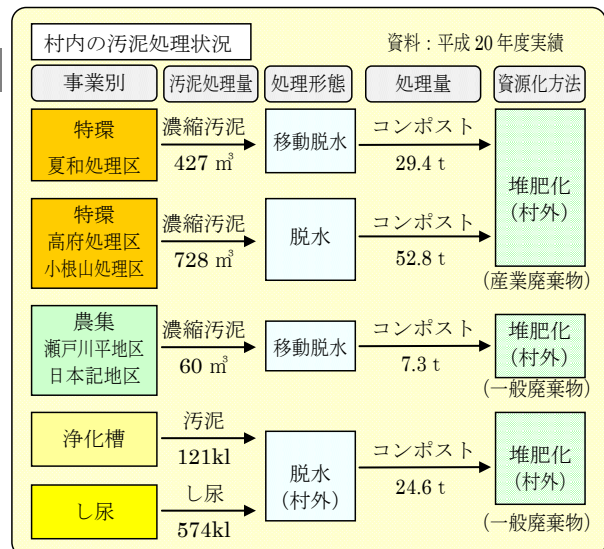 村内の汚泥処理状況
資料：平成 20 年度実績
事業別
汚泥処理量
処理形態
処理量
資源化方法
特環
夏和処理区
濃縮汚泥
427 ㎥
移動脱水
コンポスト
29.4 t
特環
高府処理区
小根山処理区
濃縮汚泥
728 ㎥
脱水
コンポスト
52.8 t
堆肥化
(村外)
(産業廃棄物)
農集
瀬戸川平地区
日本記地区
濃縮汚泥
60 ㎥
移動脱水
コンポスト
7.3 t
堆肥化
(村外)
(一般廃棄物)
浄化槽
汚泥
121kl
し尿
し尿
574kl
脱水
(村外)
コンポスト
24.6 t
堆肥化
(村外)
(一般廃棄物)